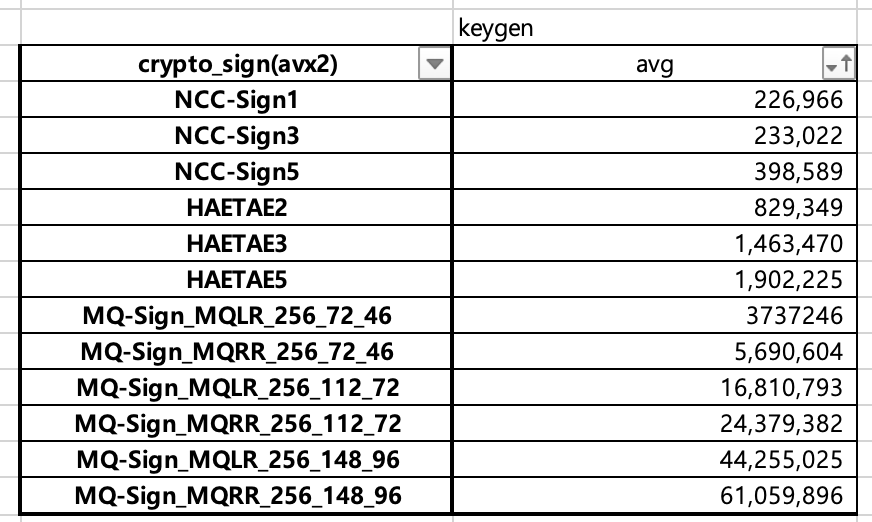 keygen
crypto_sign(avx2) avg
NCC-Sign1 226,966
NCC-Sign3 233,022
NCC-Sign5 398,589
HAETAE2 829,349
HAETAE3 1,463,470
HAETAE5 1,902,225
MQ-Sign_MQLR_256_72_46 3737246
MQ-Sign_MQRR_256_72_46 5,690,604
MQ-Sign_MQLR_256_112_72 16,810,793
MQ-Sign_MQRR_256_112_72 24,379,382
MQ-Sign_MQLR_256_148_96 44,255,025
MQ-Sign_MQRR_256_148_96 61,059,896